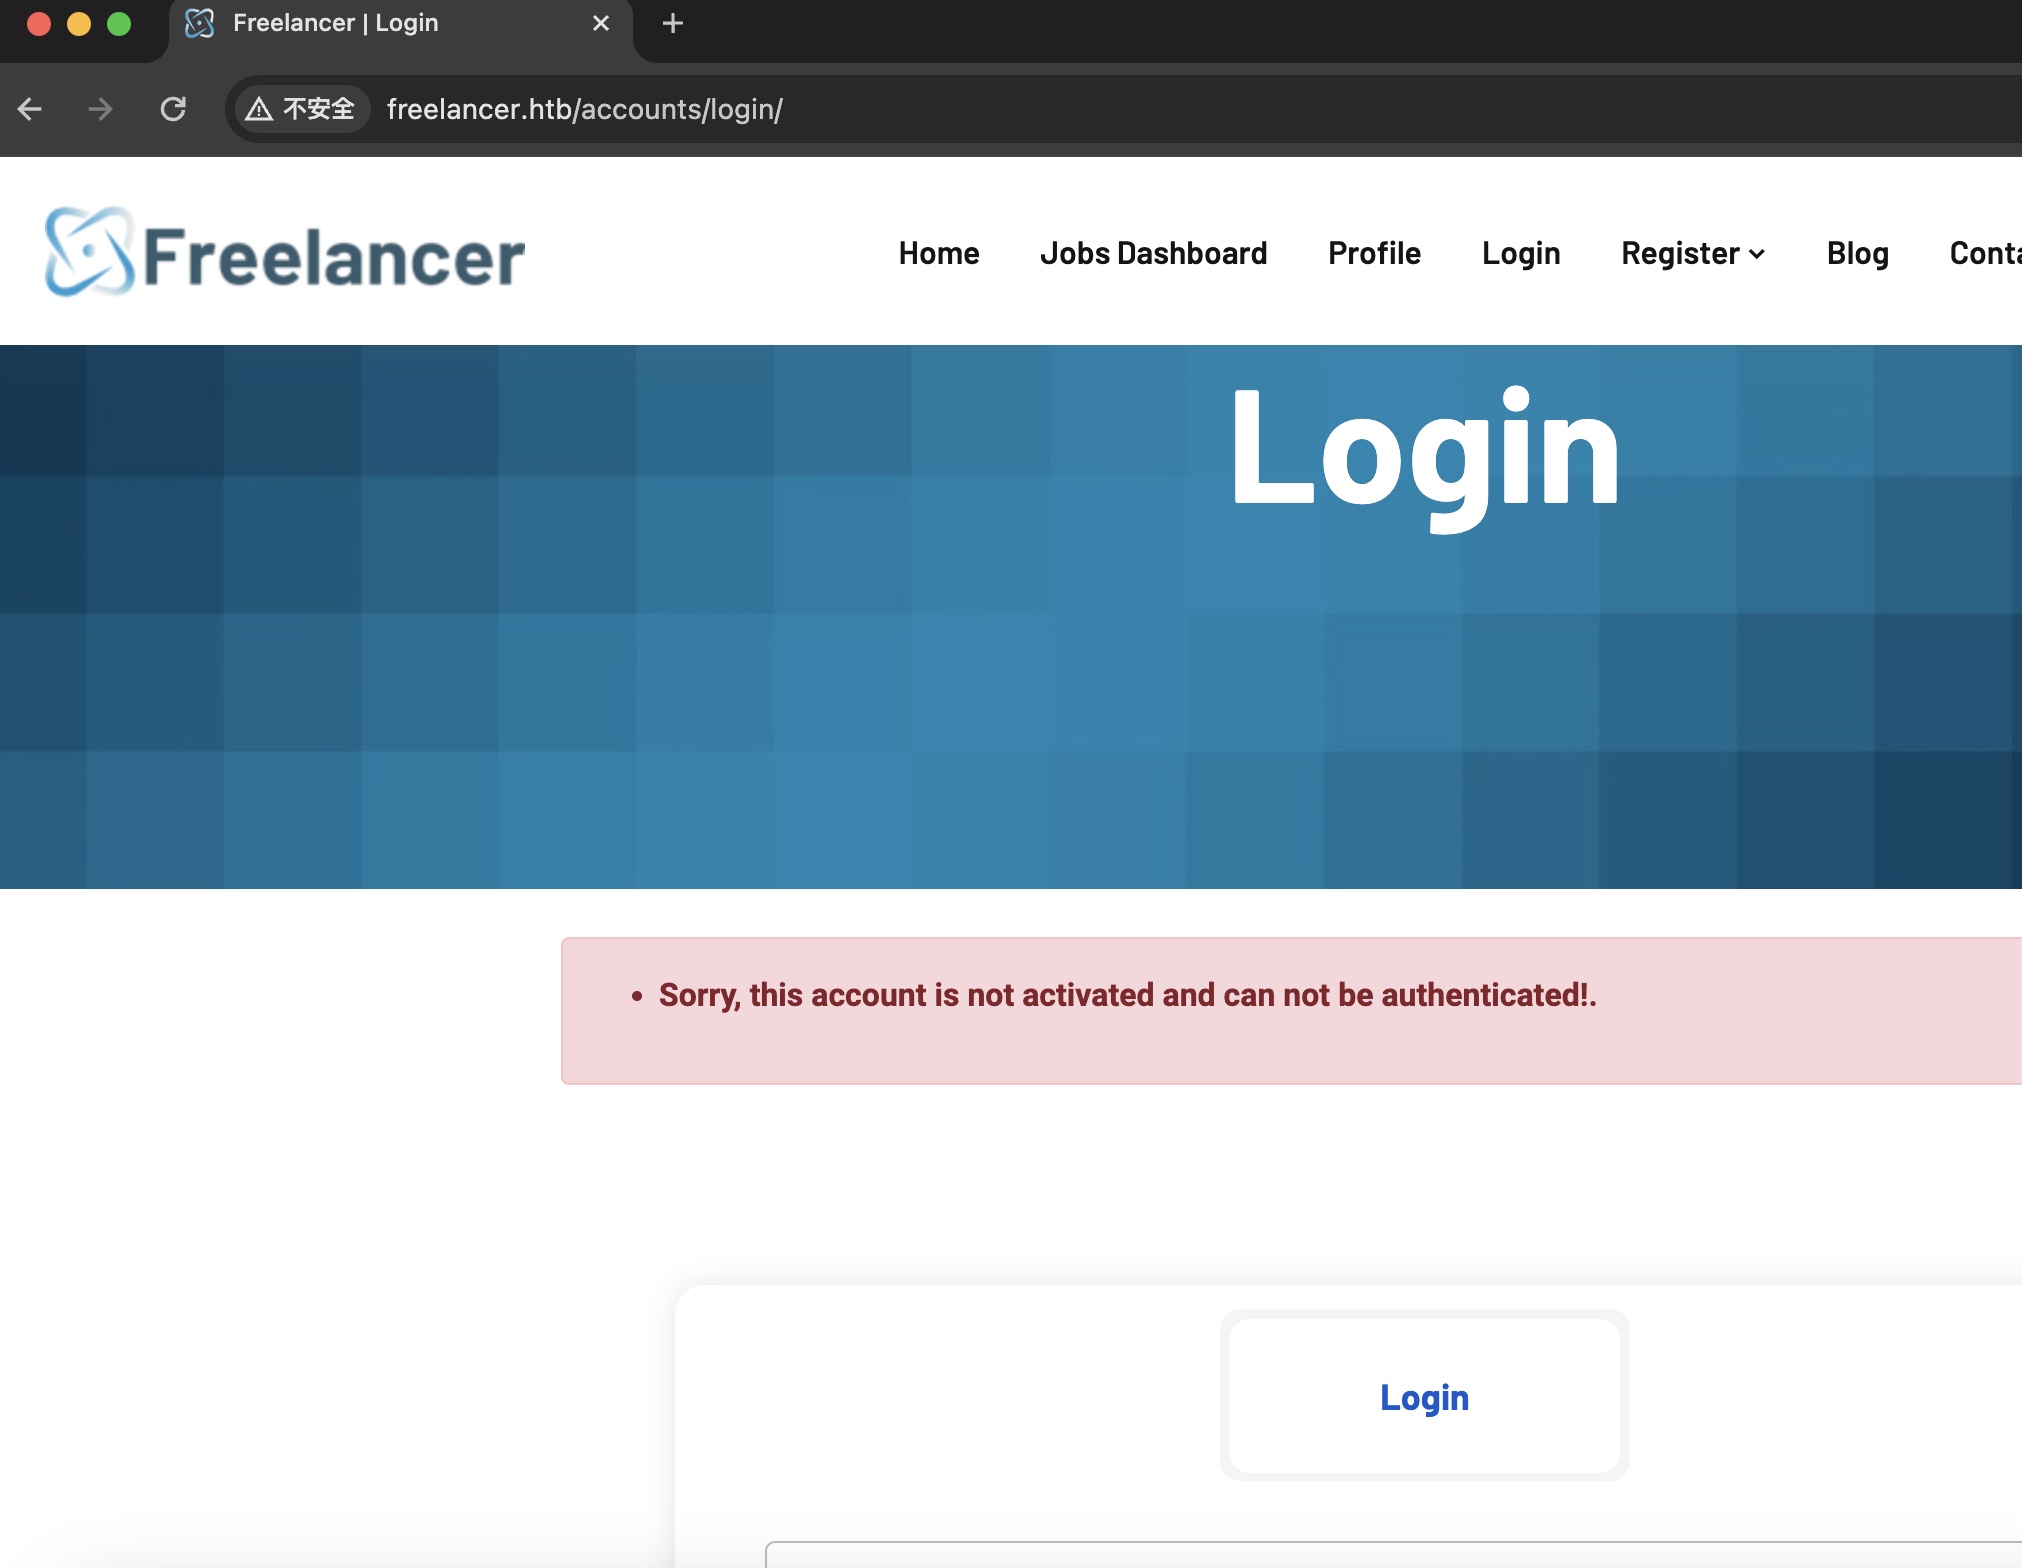 Freelancer | Login
不安全 freelancer.htb/accounts/login/
Freelancer
Home Jobs Dashboard Profile Login Register Blog Conta
Login
Sorry, this account is not activated and can not be authenticated!.
Login